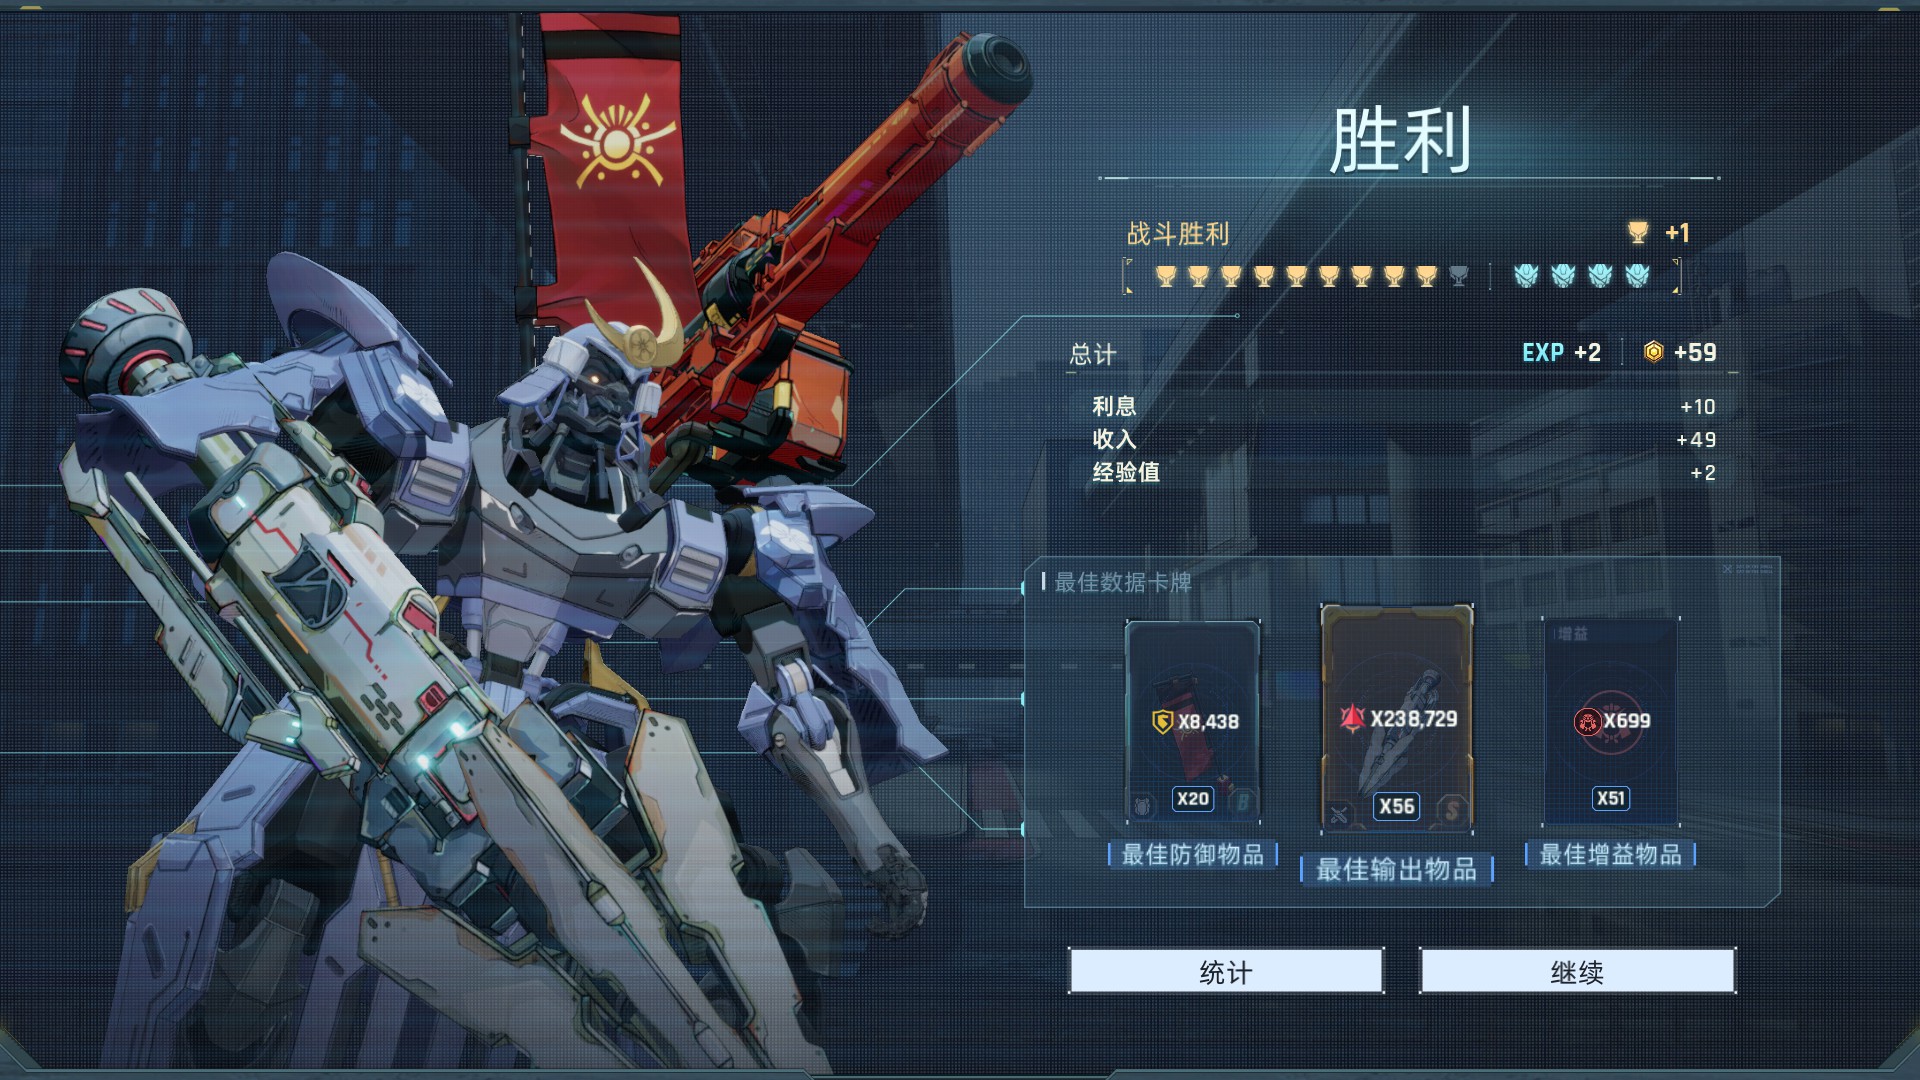 胜利
战斗胜利 +1
总计 EXP +2 +59
利息 +10
收入 +49
经验值 +2
最佳数据卡牌
增益
X8,438
X238,729
X699
X20
B
X56
S
X51
最佳防御物品
最佳输出物品
最佳增益物品
统计
继续